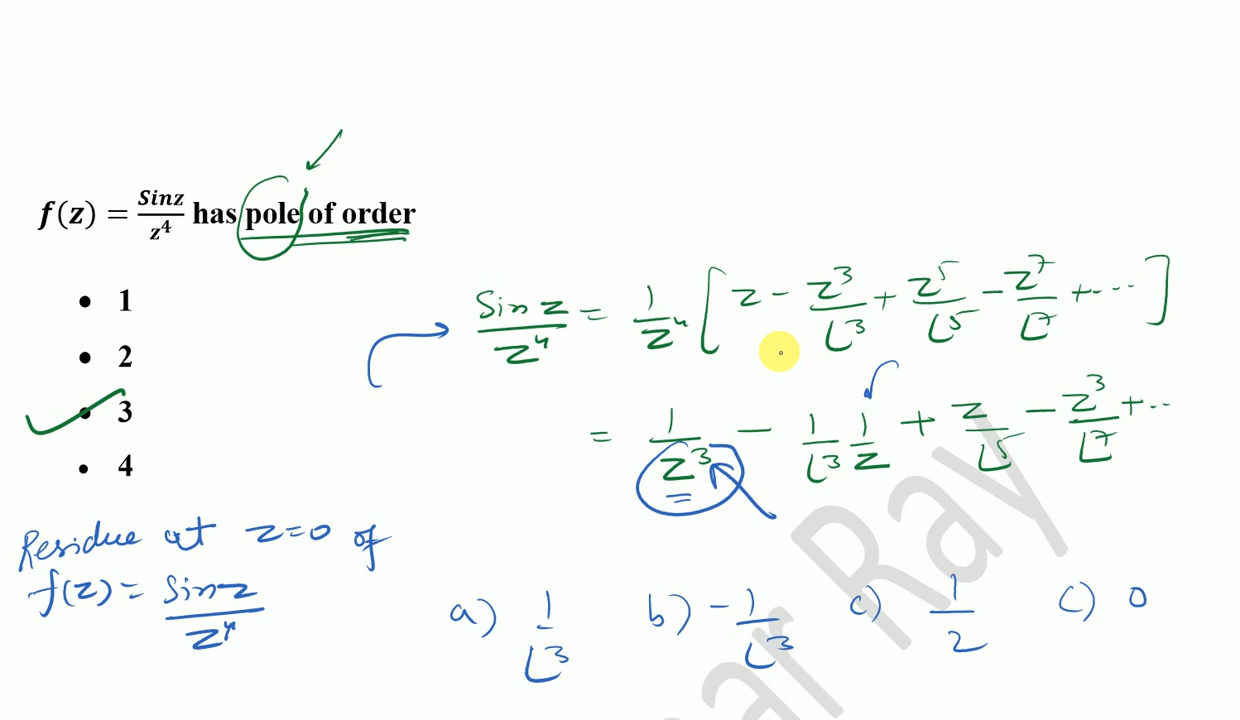 f(z) = Sinz/z⁴ has pole of order
• 1
• 2
• 3
• 4
Sin z/z⁴ = 1/z⁴ [z - z³/∟3 + z⁵/∟5 - z⁷/∟7 + ....]
= 1/z³ - 1/∟3 1/z + z/∟5 - z³/∟7 + ..
Residue at z=0 of
f(z) = Sinz/z⁴
a) 1/∟3 b) -1/∟3 c) 1/2 c) 0
ar Ray